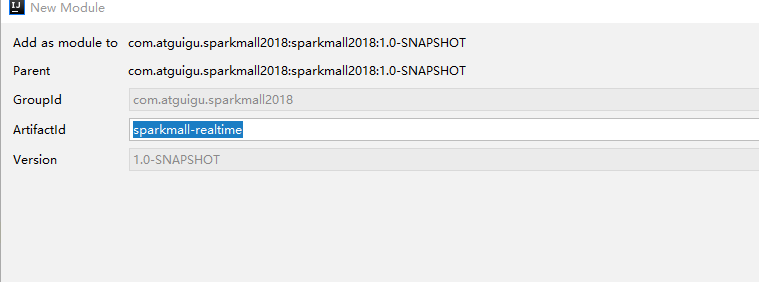 New Module
Add as module to com.atguigu.sparkmall2018:sparkmall2018:1.0-SNAPSHOT
Parent com.atguigu.sparkmall2018:sparkmall2018:1.0-SNAPSHOT
GroupId com.atguigu.sparkmall2018
ArtifactId sparkmall-realtime
Version 1.0-SNAPSHOT